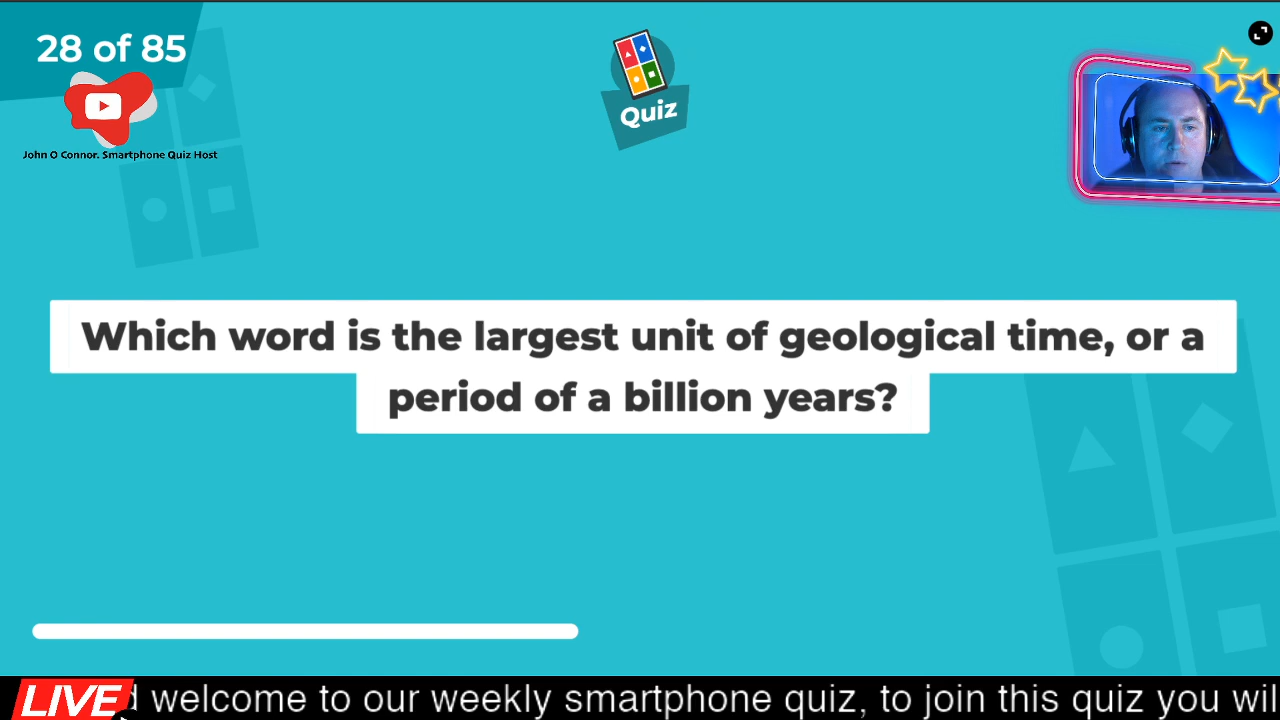 28 of 85
John O Connor. Smartphone Quiz Host
Quiz
Which word is the largest unit of geological time, or a
period of a billion years?
LIVE
welcome to our weekly smartphone quiz, to join this quiz you wil